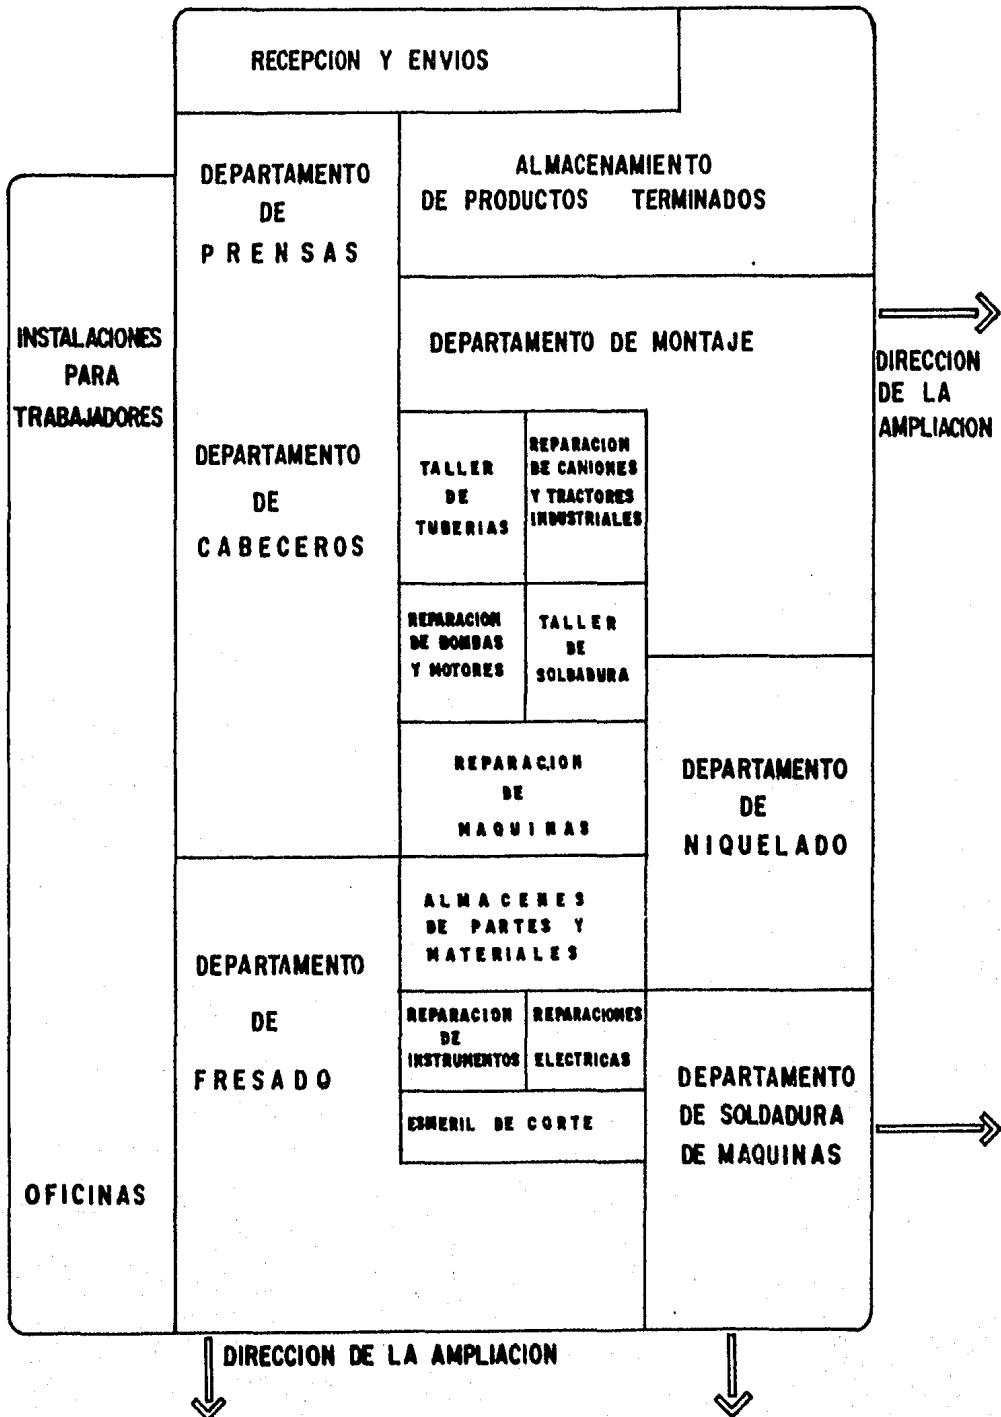 RECEPCION Y ENVIOS
DEPARTAMENTO
DE
PRENSAS
ALMACENAMIENTO
DE PRODUCTOS TERMINADOS
INSTALACIONES
PARA
TRABAJADORES
DEPARTAMENTO DE MONTAJE
DIRECCION
DE LA
AMPLIACION
DEPARTAMENTO
DE
CABECEROS
TALLER
DE
TUBERIAS
REPARACION
DE CANIONES
Y TRACTORES
INDUSTRIALES
REPARACION
DE BOMBAS
Y MOTORES
TALLER
DE
SOLDADURA
REPARACION
DE
MAQUINAS
DEPARTAMENTO
DE
NIQUELADO
ALMACENES
DE PARTES Y
MATERIALES
DEPARTAMENTO
DE
FRESADO
REPARACION
DE
INSTRUMENTOS
REPARACIONES
ELECTRICAS
ESMERIL DE CORTE
DEPARTAMENTO
DE SOLDADURA
DE MAQUINAS
OFICINAS
DIRECCION DE LA AMPLIACION